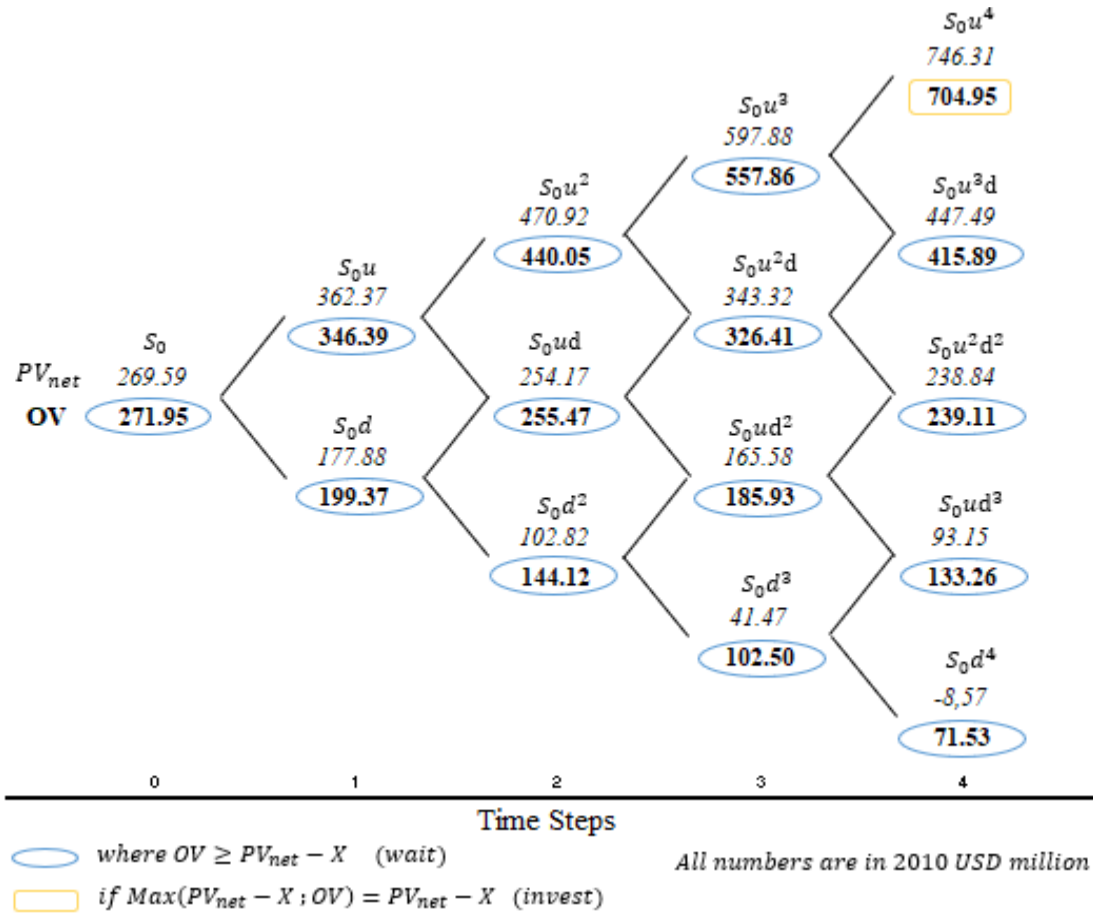 S₀u⁴
746.31
704.95
S₀u³
597.88
557.86
S₀u³d
447.49
415.89
S₀u²
470.92
440.05
S₀u²d
343.32
326.41
S₀u
362.37
346.39
S₀u²d²
238.84
239.11
S₀ud
254.17
255.47
S₀
PV_net 269.59
OV 271.95
S₀ud²
165.58
185.93
S₀d
177.88
199.37
S₀ud³
93.15
133.26
S₀d²
102.82
144.12
S₀d³
41.47
102.50
S₀d⁴
-8,57
71.53
0 1 2 3 4
Time Steps
where OV ≥ PV_net − X (wait)
All numbers are in 2010 USD million
if Max(PV_net − X ; OV) = PV_net − X (invest)